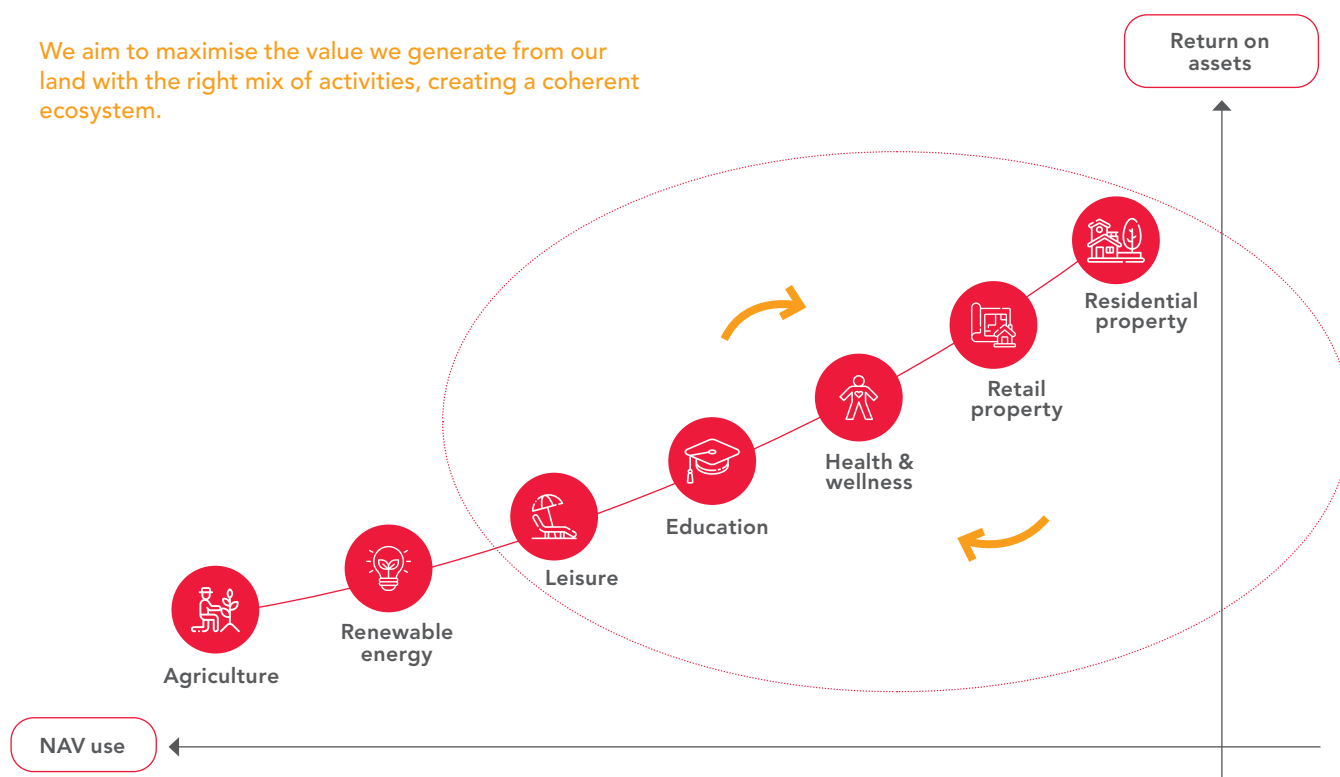 We aim to maximise the value we generate from our
land with the right mix of activities, creating a coherent
ecosystem.
Return on
assets
Residential
property
Retail
property
Health &
wellness
Education
Leisure
Renewable
energy
Agriculture
NAV use